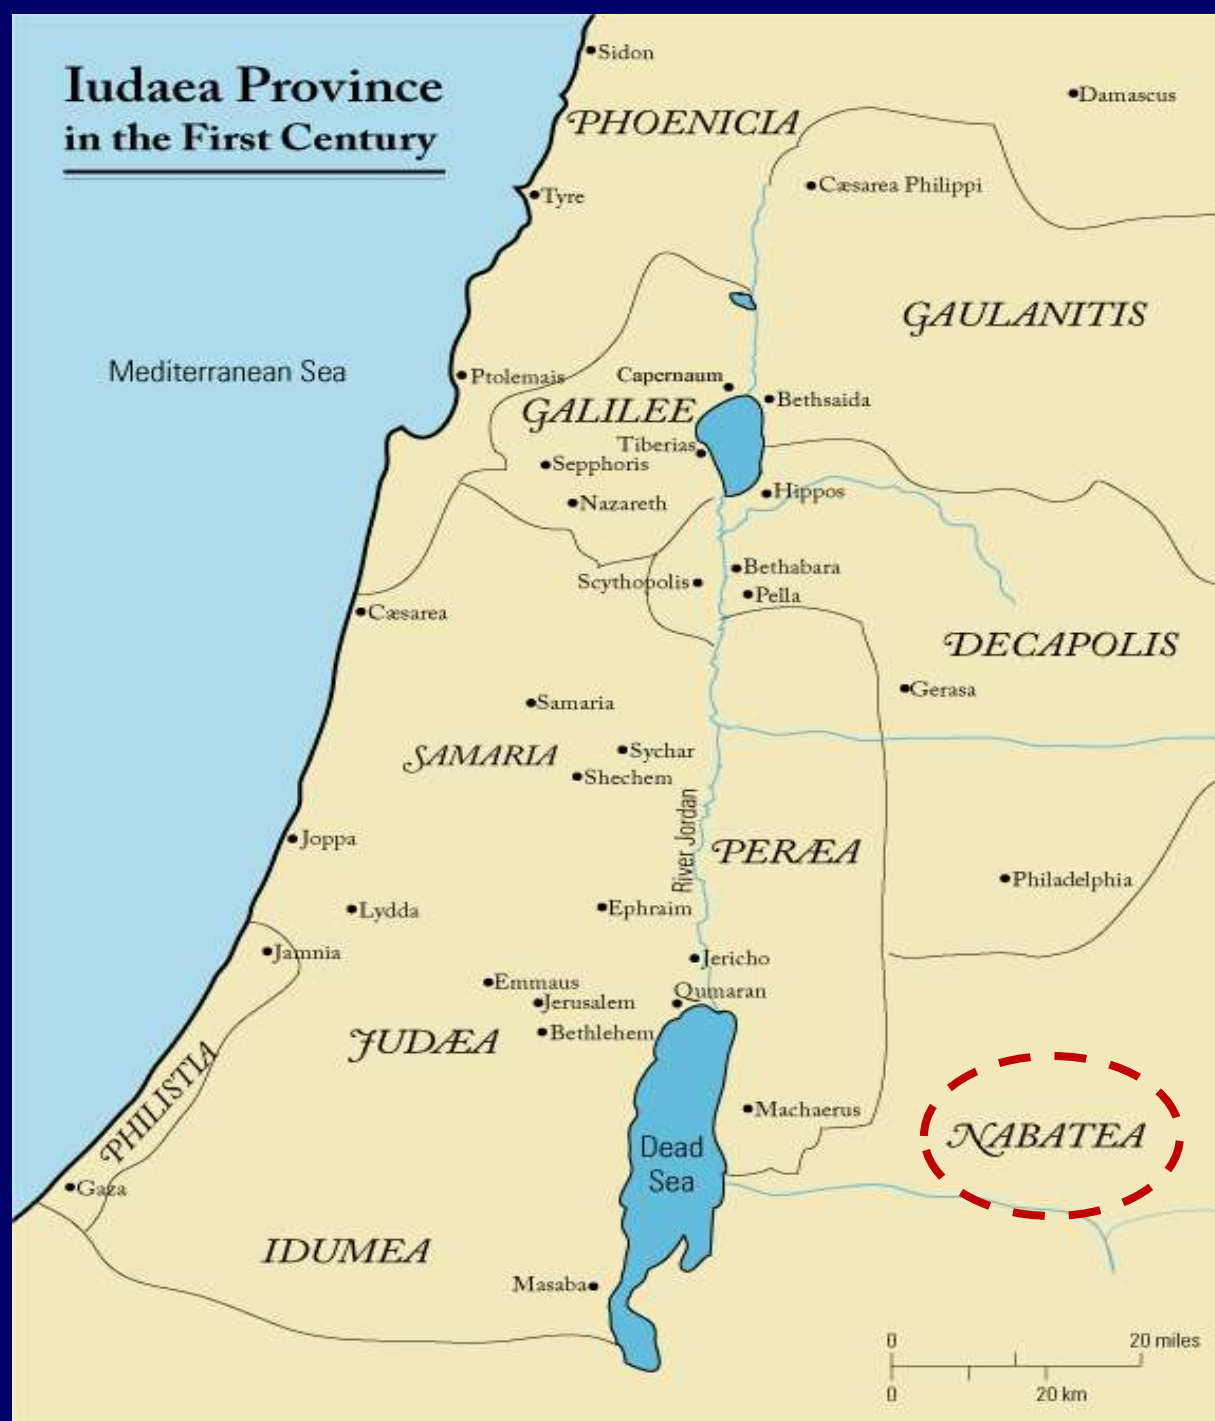 Iudaea Province
in the First Century
Sidon
Damascus
PHOENICIA
Cæsarea Philippi
Tyre
GAULANITIS
Mediterranean Sea
Ptolemais
Capernaum
Bethsaida
GALILEE
Tiberias
Sepphoris
Hippos
Nazareth
Bethabara
Scythopolis
Pella
Cæsarea
DECAPOLIS
Gerasa
Samaria
Sychar
SAMARIA
Shechem
River Jordan
Joppa
PERÆA
Philadelphia
Lydda
Ephraim
Jamnia
Jericho
Emmaus
Qumaran
Jerusalem
Bethlehem
JUDÆA
PHILISTIA
Machaerus
NABATEA
Dead
Sea
Gaza
IDUMEA
Masaba
0 20 miles
0 20 km